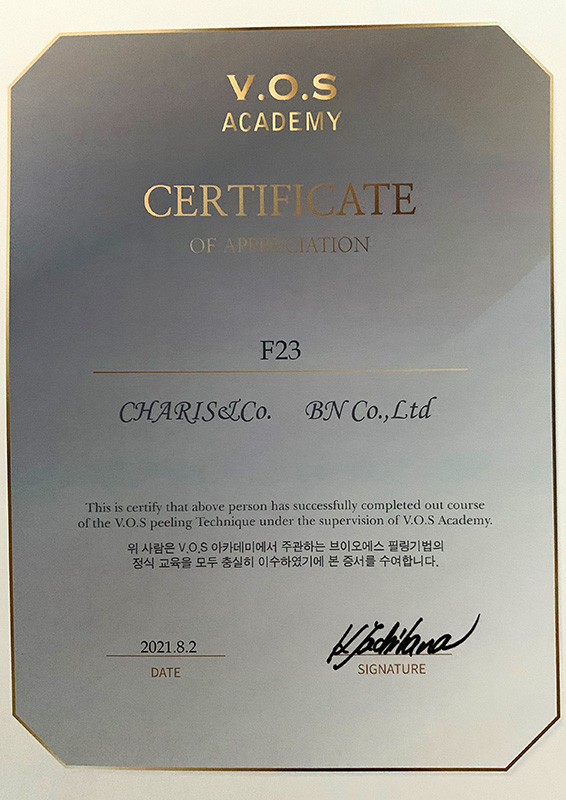 V.O.S
ACADEMY
CERTIFICATE
OF APPRECIATION
F23
CHARIS&Co. BN Co.,Ltd
This is certify that above person has successfully completed out course
of the V.O.S peeling Technique under the supervision of V.O.S Academy.
위 사람은 V.O.S 아카데미에서 주관하는 브이오에스 필링기법의
정식 교육을 모두 충실히 이수하였기에 본 증서를 수여합니다.
2021.8.2
DATE
SIGNATURE